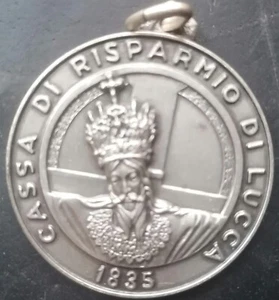 CASSA DI RISPARMIO DI LUCCA
1835